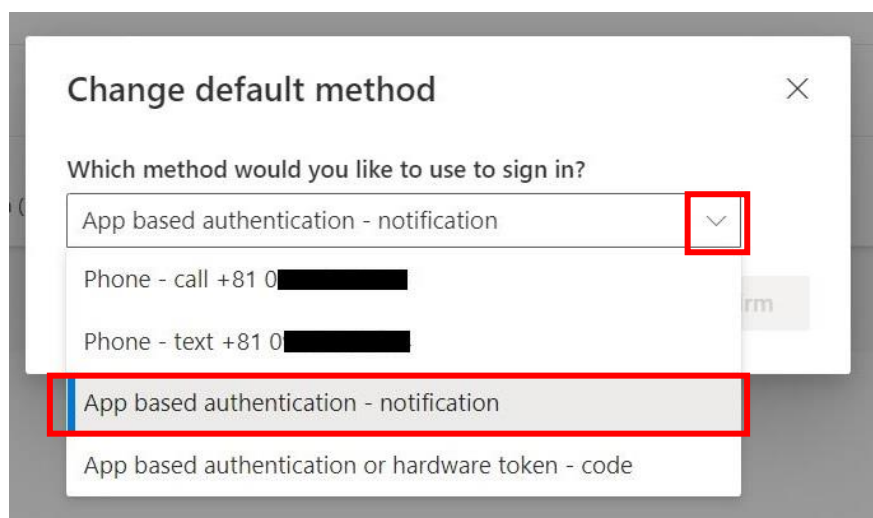 Change default method
Which method would you like to use to sign in?
App based authentication - notification
Phone - call +81 0
Phone - text +81 0
App based authentication - notification
App based authentication or hardware token - code